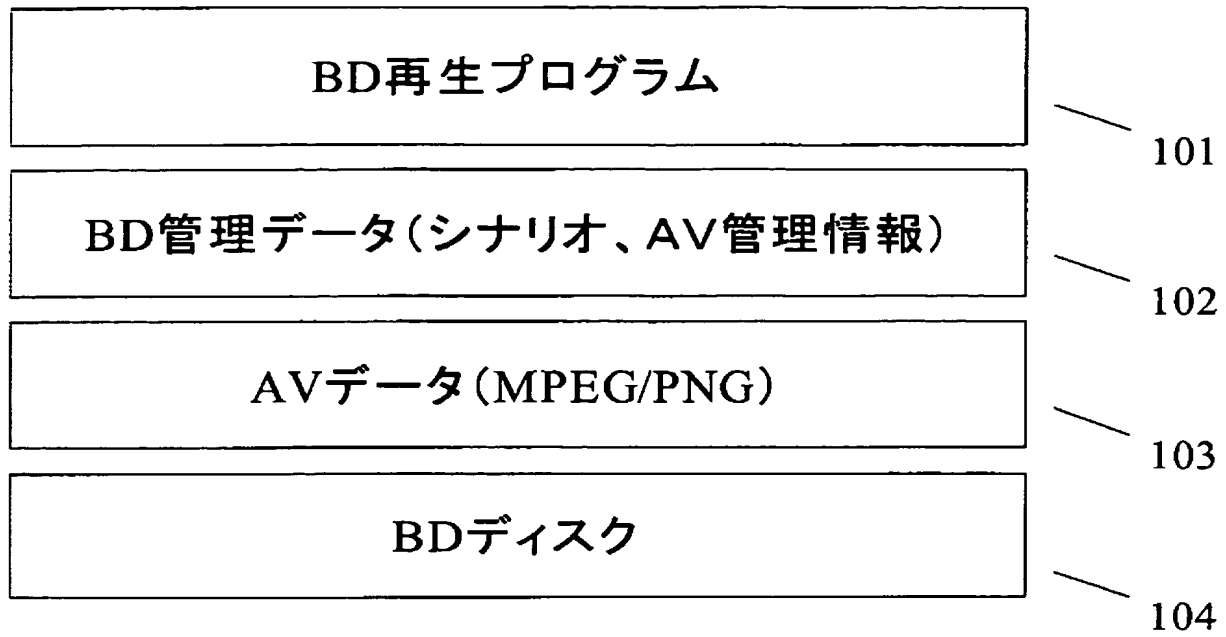 BD再生プログラム
101
BD管理データ(シナリオ、AV管理情報)
102
AVデータ(MPEG/PNG)
103
BDディスク
104